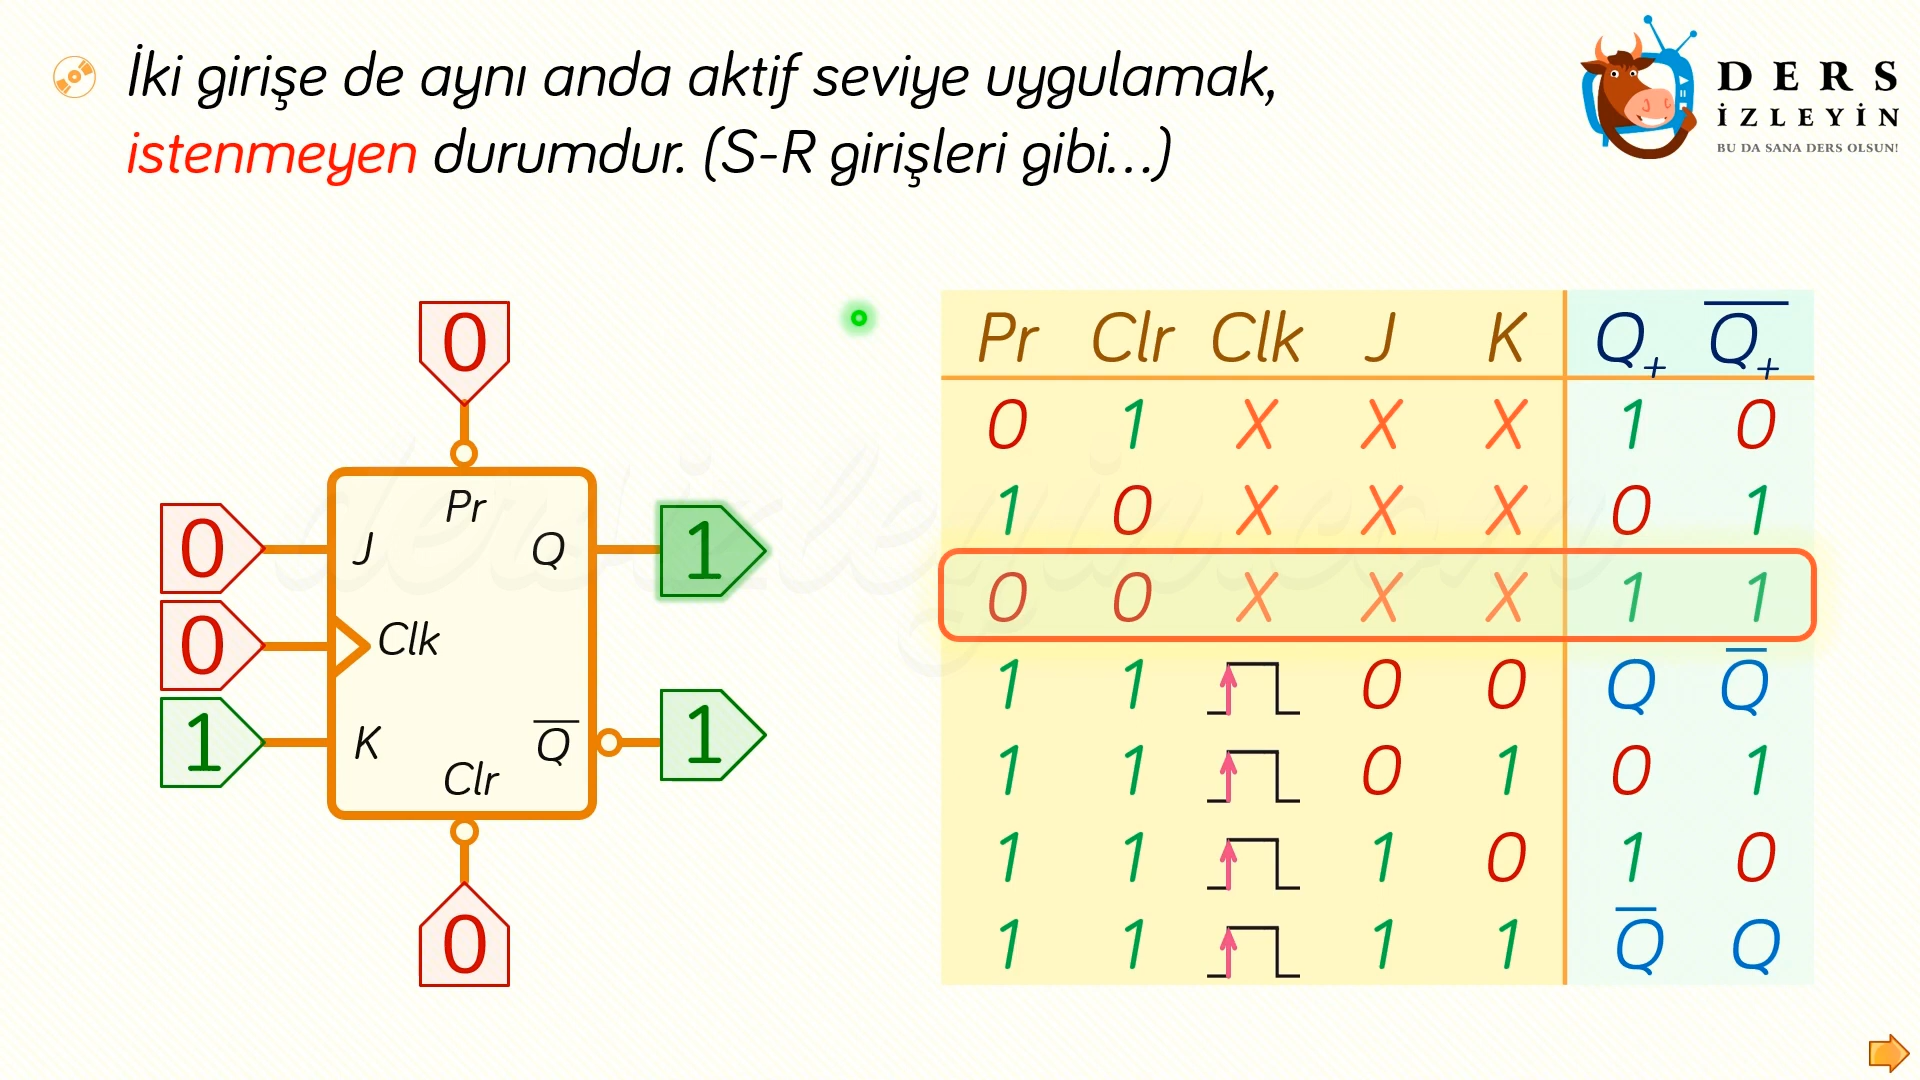 İki girişe de aynı anda aktif seviye uygulamak,
istenmeyen durumdur. (S-R girişleri gibi...)
DERS
İZLEYİN
BU DA SANA DERS OLSUN!
0
Pr
0 J Q 1
0 Clk
1 K Q̅ 1
Clr
0
Pr Clr Clk J K Q₊ Q̅₊
0 1 X X X 1 0
1 0 X X X 0 1
0 0 X X X 1 1
1 1 0 0 Q Q̅
1 1 0 1 0 1
1 1 1 0 1 0
1 1 1 1 Q̅ Q
dersizleyin.com